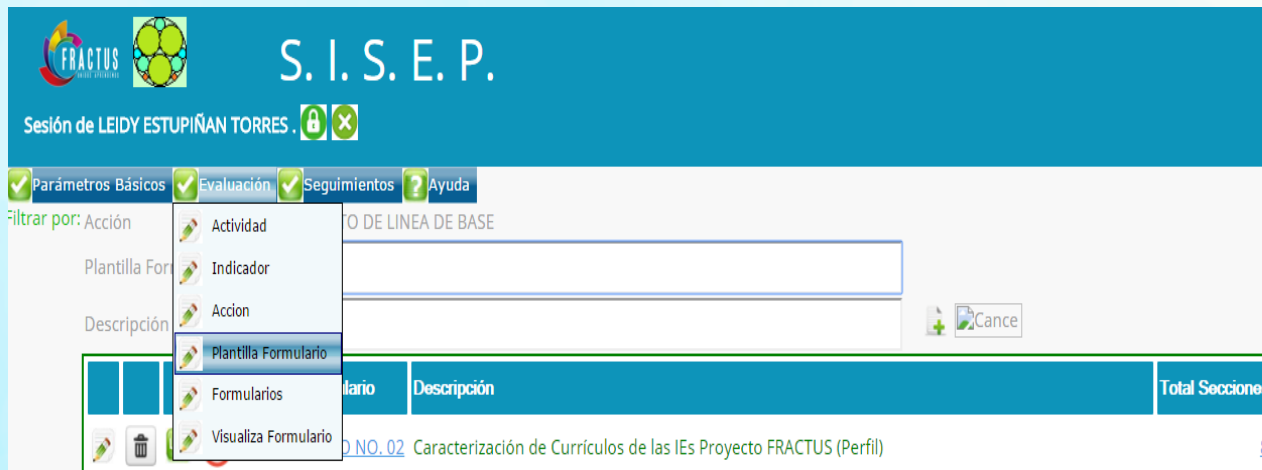 FRACTUS
S. I. S. E. P.
Sesión de LEIDY ESTUPIÑAN TORRES .
Parámetros Básicos Evaluación Seguimientos Ayuda
Filtrar por: Acción TO DE LINEA DE BASE
Actividad
Plantilla For
Indicador
Accion
Descripción
Cance
Plantilla Formulario
lario Descripción Total Seccione
Formularios
Visualiza Formulario
O NO. 02 Caracterización de Currículos de las IEs Proyecto FRACTUS (Perfil)